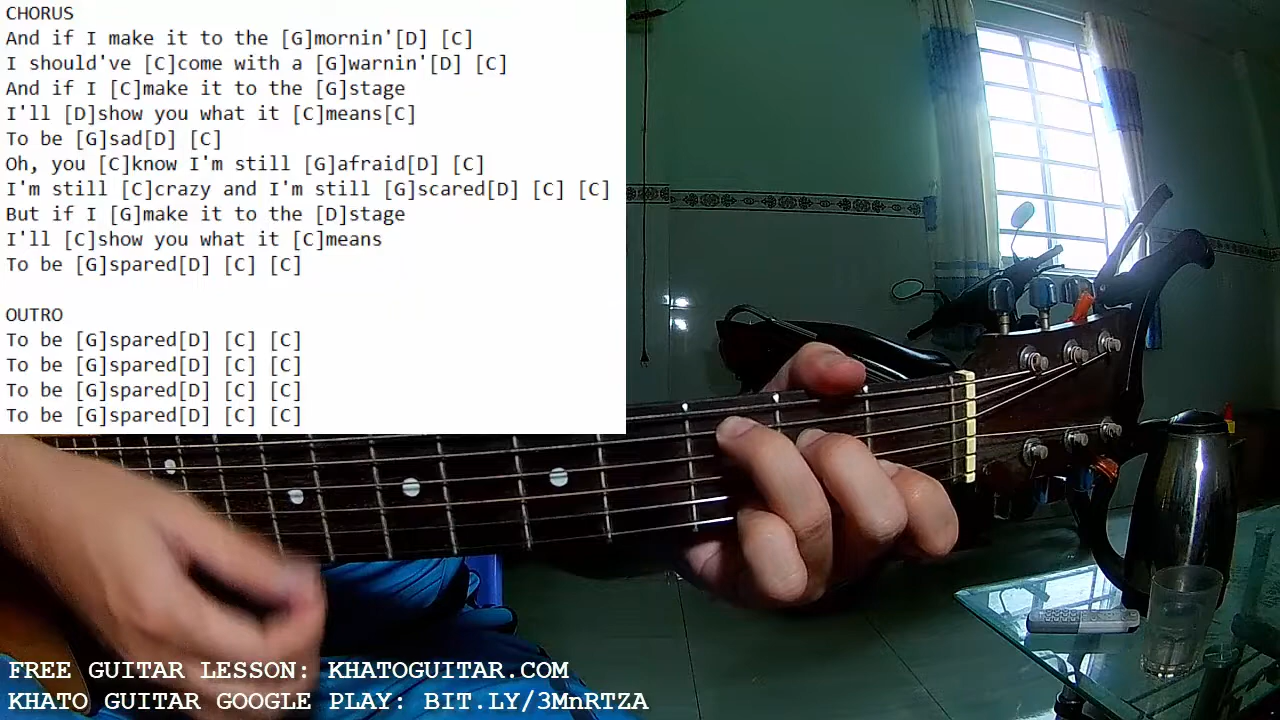 CHORUS
And if I make it to the [G]mornin'[D] [C]
I should've [C]come with a [G]warnin'[D] [C]
And if I [C]make it to the [G]stage
I'll [D]show you what it [C]means[C]
To be [G]sad[D] [C]
Oh, you [C]know I'm still [G]afraid[D] [C]
I'm still [C]crazy and I'm still [G]scared[D] [C] [C]
But if I [G]make it to the [D]stage
I'll [C]show you what it [C]means
To be [G]spared[D] [C] [C]
OUTRO
To be [G]spared[D] [C] [C]
To be [G]spared[D] [C] [C]
To be [G]spared[D] [C] [C]
To be [G]spared[D] [C] [C]
FREE GUITAR LESSON: KHATOGUITAR.COM
KHATO GUITAR GOOGLE PLAY: BIT.LY/3MnRTZA